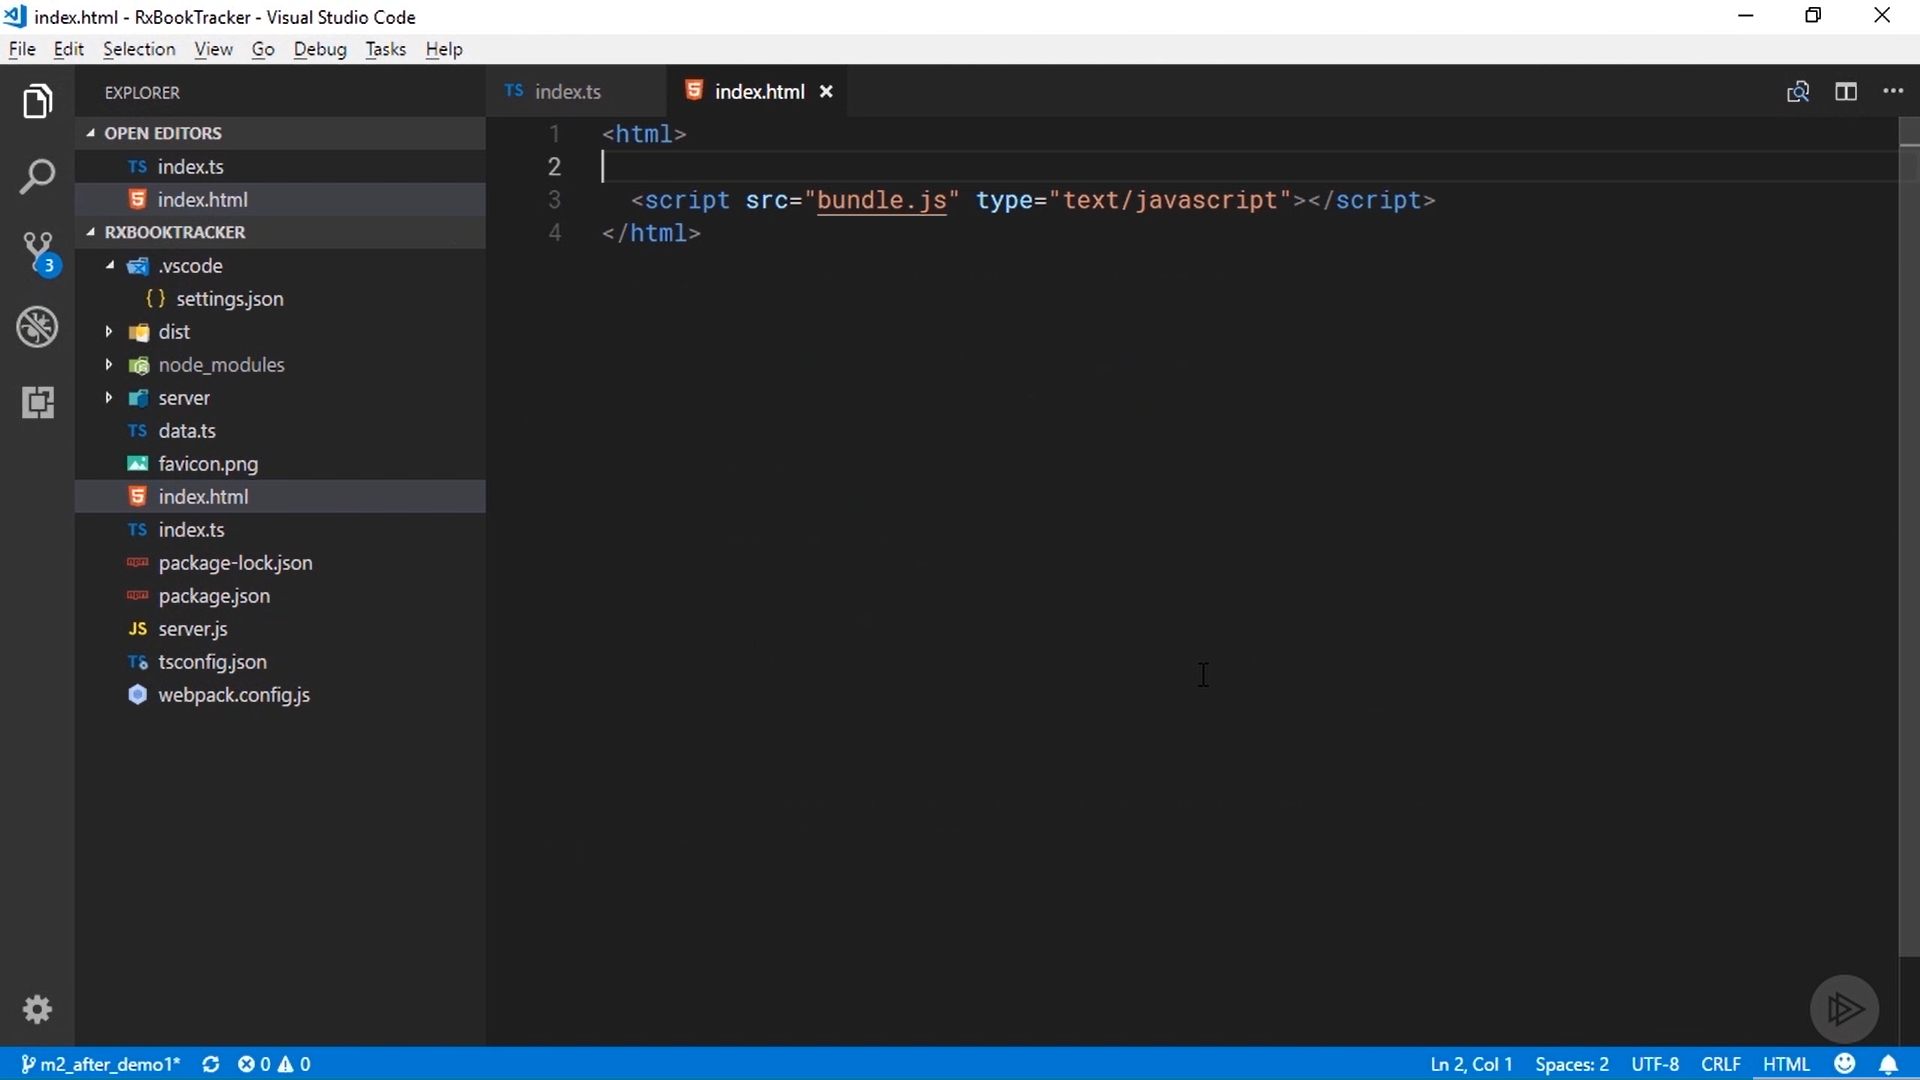 index.html - RxBookTracker - Visual Studio Code
File Edit Selection View Go Debug Tasks Help
EXPLORER
OPEN EDITORS
TS index.ts
index.html
RXBOOKTRACKER
.vscode
{ } settings.json
dist
node_modules
server
TS data.ts
favicon.png
index.html
TS index.ts
package-lock.json
package.json
JS server.js
TS tsconfig.json
webpack.config.js
3
TS index.ts
index.html
1 <html>
2
3 <script src="bundle.js" type="text/javascript"></script>
4 </html>
m2_after_demo1* 0 0 Ln 2, Col 1 Spaces: 2 UTF-8 CRLF HTML